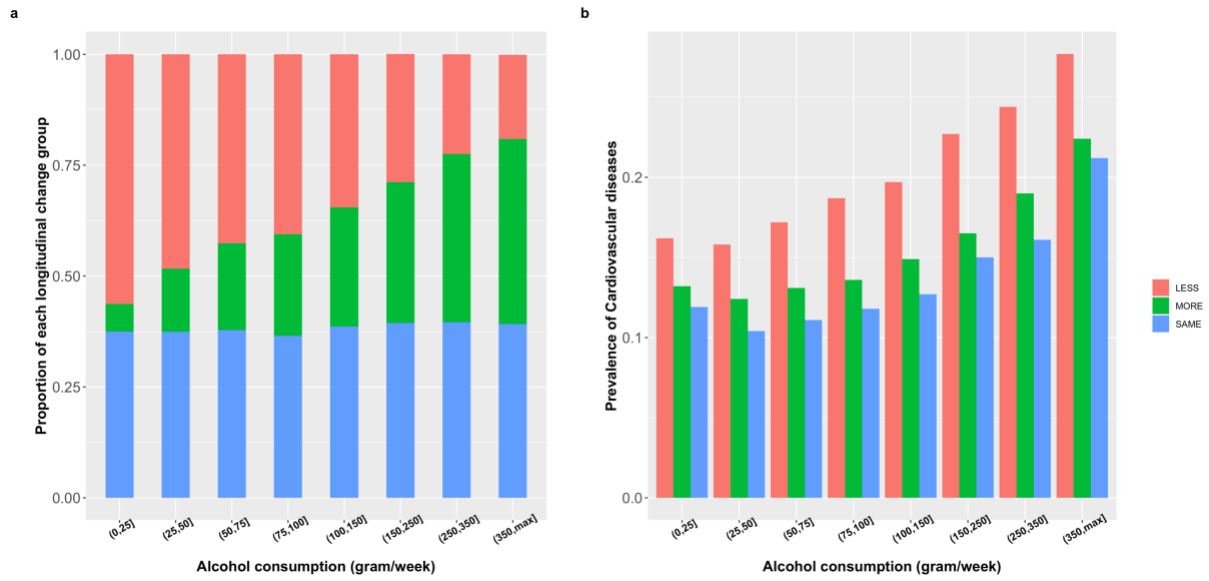 a
Proportion of each longitudinal change group
1.00
0.75
0.50
0.25
0.00
(0,25]
(25,50]
(50,75]
(75,100]
(100,150]
(150,250]
(250,350]
(350,max]
Alcohol consumption (gram/week)
b
Prevalence of Cardiovascular diseases
0.2
0.1
0.0
(0,25]
(25,50]
(50,75]
(75,100]
(100,150]
(150,250]
(250,350]
(350,max]
Alcohol consumption (gram/week)
LESS
MORE
SAME